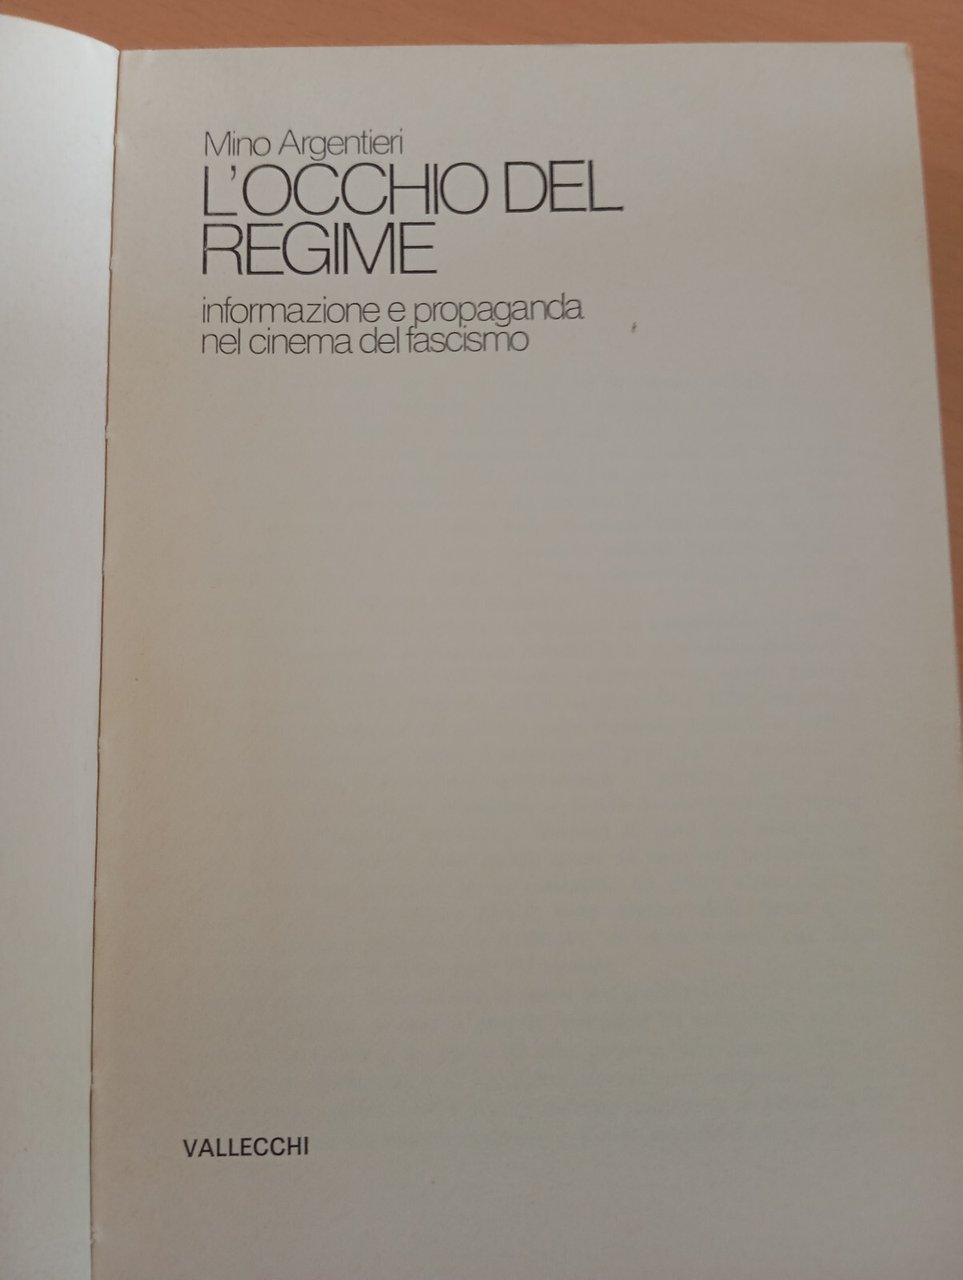 Mino Argentieri
L'OCCHIO DEL
REGIME
informazione e propaganda
nel cinema del fascismo
VALLECCHI